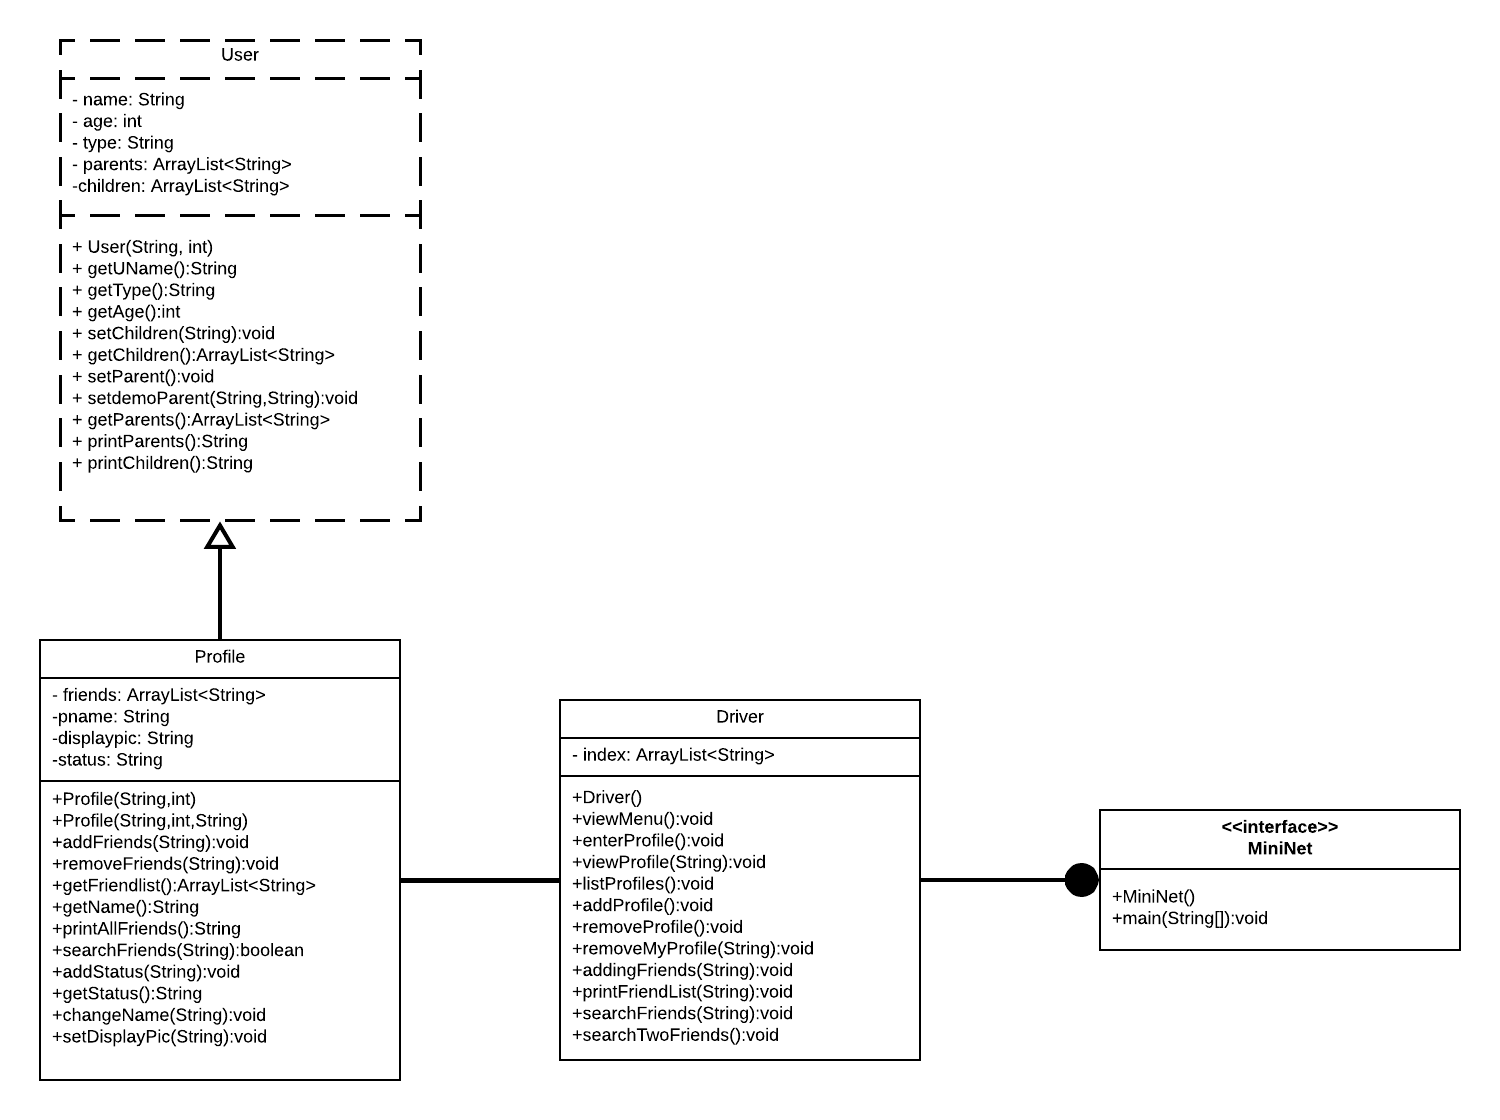 User
- name: String
- age: int
- type: String
- parents: ArrayList<String>
-children: ArrayList<String>
+ User(String, int)
+ getUName():String
+ getType():String
+ getAge():int
+ setChildren(String):void
+ getChildren():ArrayList<String>
+ setParent():void
+ setdemoParent(String,String):void
+ getParents():ArrayList<String>
+ printParents():String
+ printChildren():String
Profile
- friends: ArrayList<String>
-pname: String
-displaypic: String
-status: String
+Profile(String,int)
+Profile(String,int,String)
+addFriends(String):void
+removeFriends(String):void
+getFriendlist():ArrayList<String>
+getName():String
+printAllFriends():String
+searchFriends(String):boolean
+addStatus(String):void
+getStatus():String
+changeName(String):void
+setDisplayPic(String):void
Driver
- index: ArrayList<String>
+Driver()
+viewMenu():void
+enterProfile():void
+viewProfile(String):void
+listProfiles():void
+addProfile():void
+removeProfile():void
+removeMyProfile(String):void
+addingFriends(String):void
+printFriendList(String):void
+searchFriends(String):void
+searchTwoFriends():void
<<interface>>
MiniNet
+MiniNet()
+main(String[]):void